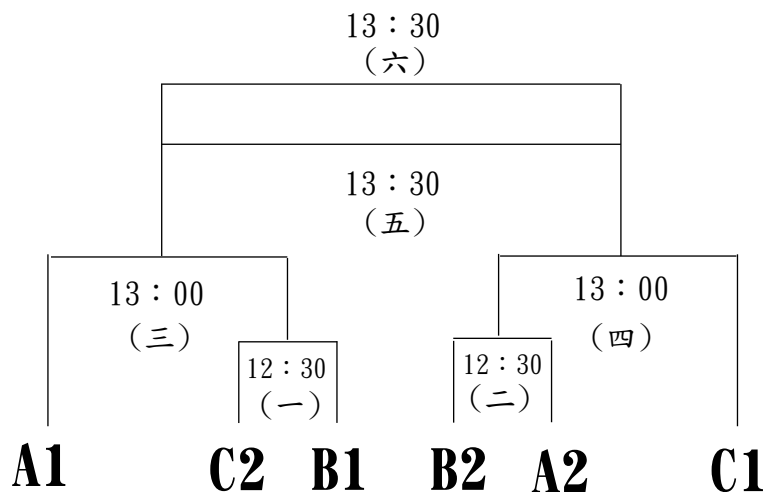 13：30
（六）
13：30
（五）
13：00
（三）
13：00
（四）
12：30
（一）
12：30
（二）
A1
C2
B1
B2
A2
C1